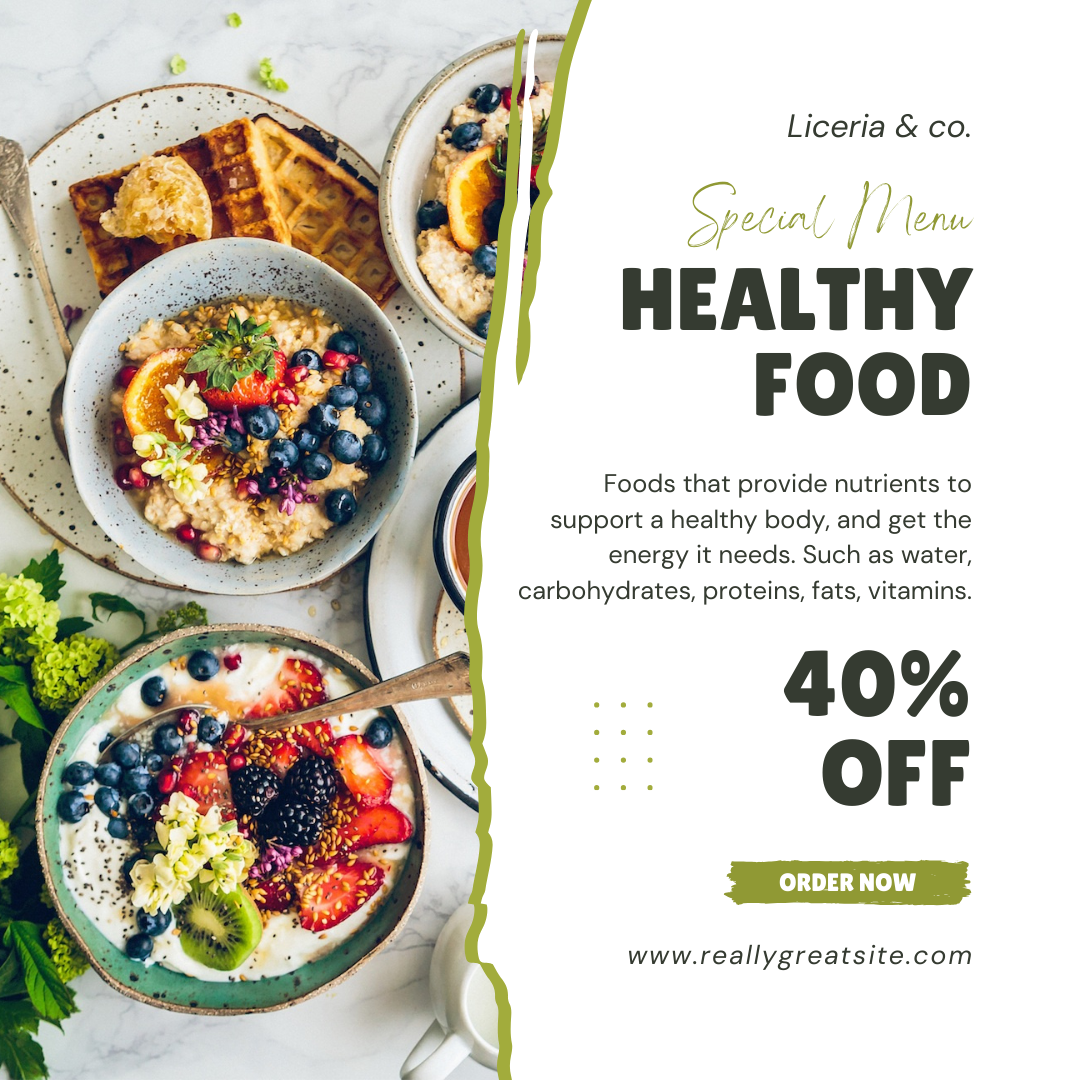 Liceria & co.
Special Menu
HEALTHY
FOOD
Foods that provide nutrients to
support a healthy body, and get the
energy it needs. Such as water,
carbohydrates, proteins, fats, vitamins.
40%
OFF
ORDER NOW
www.reallygreatsite.com